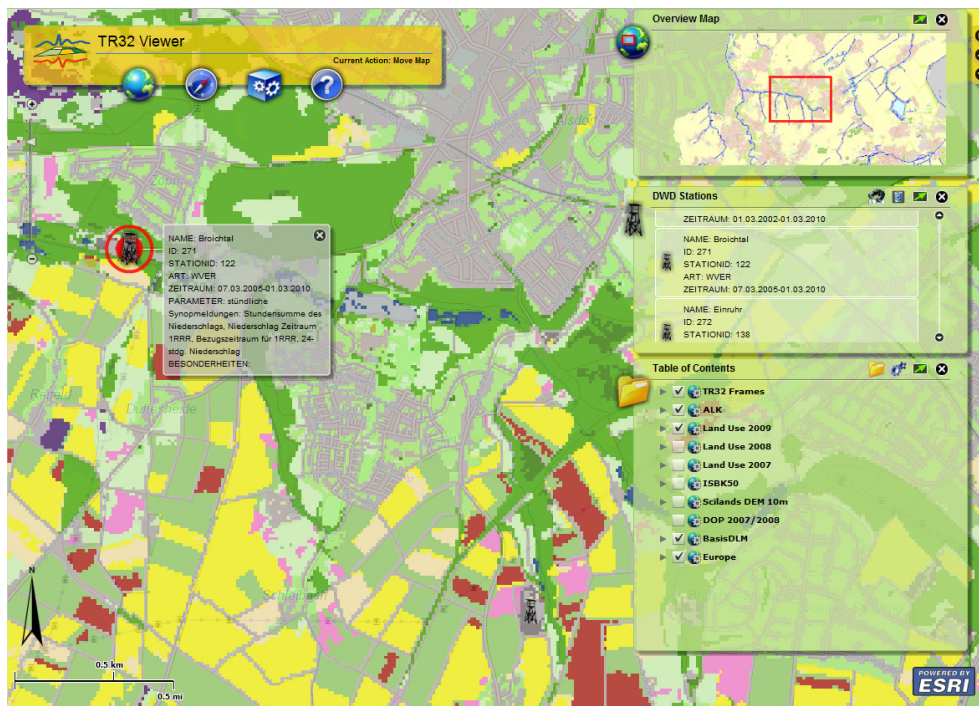 TR32 Viewer
Current Action: Move Map
Overview Map
Alsdorf
Zopp
DWD Stations
ZEITRAUM: 01.03.2002-01.03.2010
NAME: Broichtal
ID: 271
STATIONID: 122
ART: WVER
ZEITRAUM: 07.03.2005-01.03.2010
NAME: Einruhr
ID: 272
STATIONID: 138
NAME: Broichtal
ID: 271
STATIONID: 122
ART: WVER
ZEITRAUM: 07.03.2005-01.03.2010
PARAMETER: stündliche
Synopmeldungen: Stundensumme des
Niederschlags, Niederschlag Zeitraum
1RRR, Bezugszeitraum für 1RRR, 24-
stdg. Niederschlag
BESONDERHEITEN:
Table of Contents
TR32 Frames
ALK
Land Use 2009
Land Use 2008
Land Use 2007
ISBK50
Scilands DEM 10m
DOP 2007/2008
BasisDLM
Europe
Duffesheide
N
0.5 km
0.5 mi
POWERED BY
ESRI